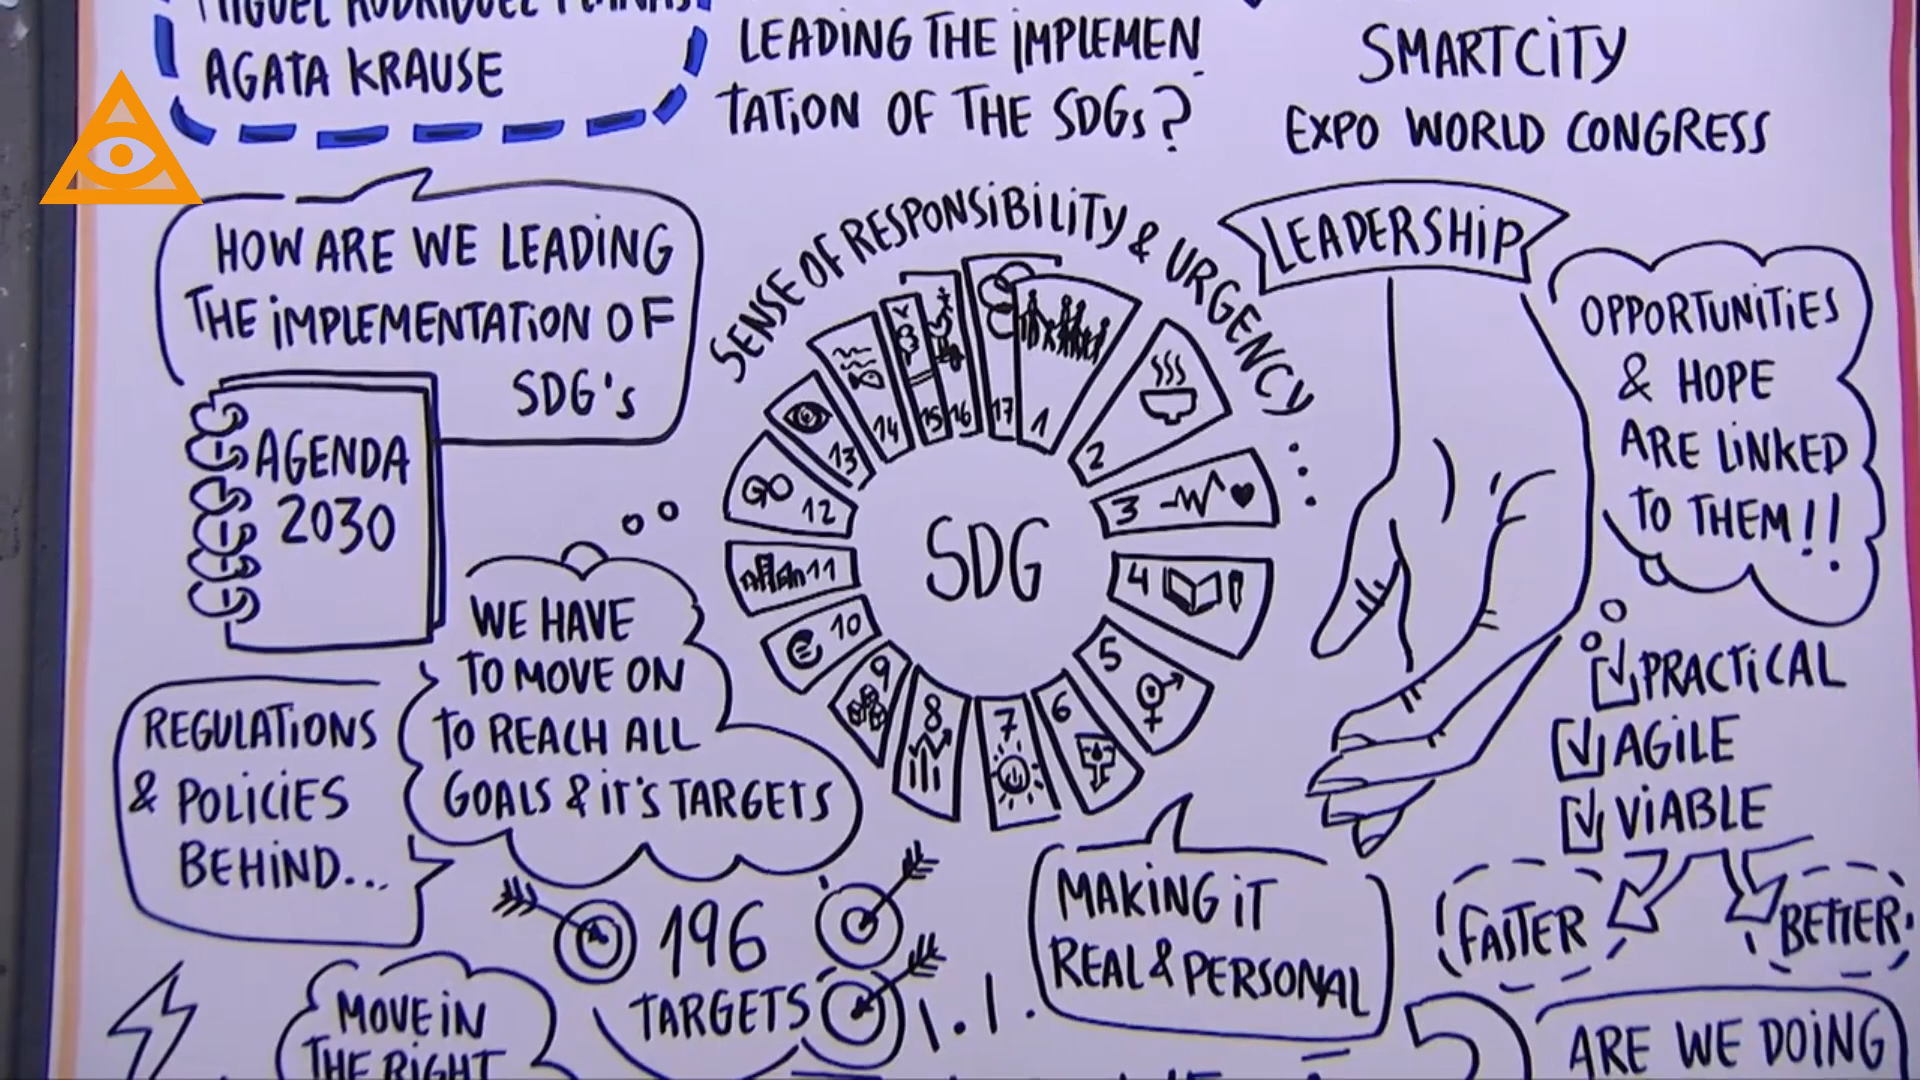 AGATA KRAUSE
LEADING THE IMPLEMEN
TATION OF THE SDGs?
SMARTCITY
EXPO WORLD CONGRESS
HOW ARE WE LEADING
THE IMPLEMENTATION OF
SDG's
AGENDA
2030
SENSE OF RESPONSIBILITY & URGENCY...
SDG
1
2
3
4
5
6
7
8
9
10
11
12
13
14
15
16
17
LEADERSHIP
OPPORTUNITIES
& HOPE
ARE LINKED
TO THEM!!
WE HAVE
TO MOVE ON
TO REACH ALL
GOALS & IT'S TARGETS
REGULATIONS
& POLICIES
BEHIND...
196
TARGETS
MAKING IT
REAL & PERSONAL
PRACTICAL
AGILE
VIABLE
FASTER
BETTER
MOVE IN
THE RIGHT
ARE WE DOING